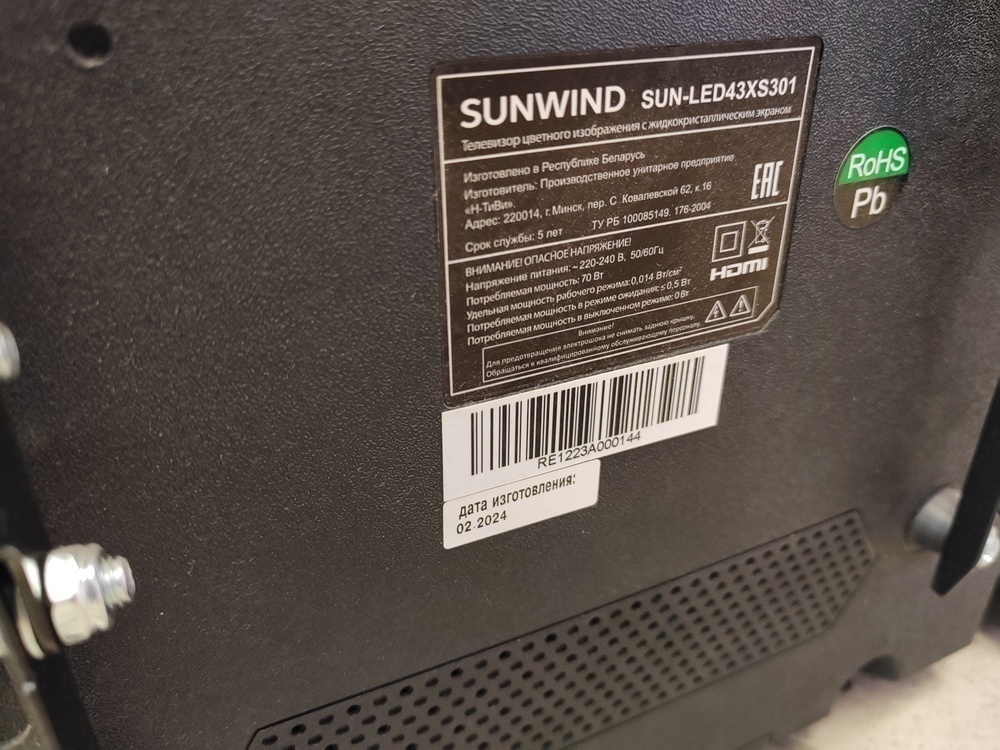 SUNWIND SUN-LED43XS301
Телевизор цветного изображения с жидкокристаллическим экраном
Изготовлено в Республике Беларусь
Изготовитель: Производственное унитарное предприятие
«Н-ТиВи».
Адрес: 220014, г. Минск, пер. С Ковалевской 62, к.16
Срок службы: 5 лет ТУ РБ 100085149. 176-2004
EAC
ВНИМАНИЕ! ОПАСНОЕ НАПРЯЖЕНИЕ!
Напряжение питания: ~220-240 В, 50/60Гц
Потребляемая мощность: 70 Вт
Удельная мощность рабочего режима: 0,014 Вт/см²
Потребляемая мощность в режиме ожидания: ≤0,5 Вт
Потребляемая мощность в выключенном режиме: 0Вт
HDMI
Внимание!
Для предотвращения электрошока не снимать заднюю крышку.
Обращаться к квалифицированному обслуживающему персоналу.
RE1223A000144
дата изготовления:
02.2024
RoHS
Pb